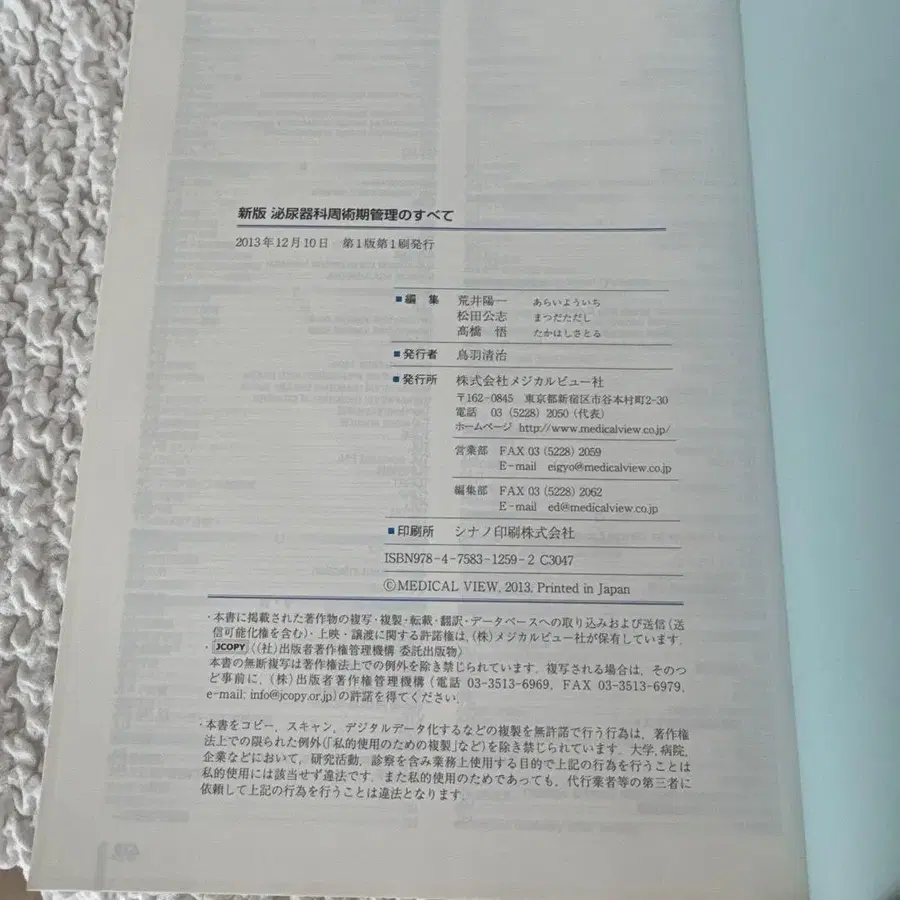 新版 泌尿器科周術期管理のすべて
2013年12月10日 第1版第1刷発行
■編 集 荒井陽一 あらいよういち
松田公志 まつだただし
髙橋 悟 たかはしさとる
■発行者 鳥羽清治
■発行所 株式会社メジカルビュー社
〒162-0845 東京都新宿区市谷本村町2-30
電話 03(5228)2050(代表)
ホームページ http://www.medicalview.co.jp/
営業部 FAX 03(5228)2059
E-mail eigyo@medicalview.co.jp
編集部 FAX 03(5228)2062
E-mail ed@medicalview.co.jp
■印刷所 シナノ印刷株式会社
ISBN978-4-7583-1259-2 C3047
©MEDICAL VIEW, 2013. Printed in Japan
・本書に掲載された著作物の複写・複製・転載・翻訳・データベースへの取り込みおよび送信(送
信可能化権を含む)・上映・譲渡に関する許諾権は,(株)メジカルビュー社が保有しています.
・JCOPY〈(社)出版者著作権管理機構 委託出版物〉
本書の無断複写は著作権法上での例外を除き禁じられています.複写される場合は,そのつ
ど事前に,(株)出版者著作権管理機構(電話 03-3513-6969, FAX 03-3513-6979,
e-mail: info@jcopy.or.jp)の許諾を得てください.
・本書をコピー,スキャン,デジタルデータ化するなどの複製を無許諾で行う行為は,著作権
法上での限られた例外(「私的使用のための複製」など)を除き禁じられています.大学,病院,
企業などにおいて,研究活動,診察を含み業務上使用する目的で上記の行為を行うことは
私的使用には該当せず違法です.また私的使用のためであっても,代行業者等の第三者に
依頼して上記の行為を行うことは違法となります.